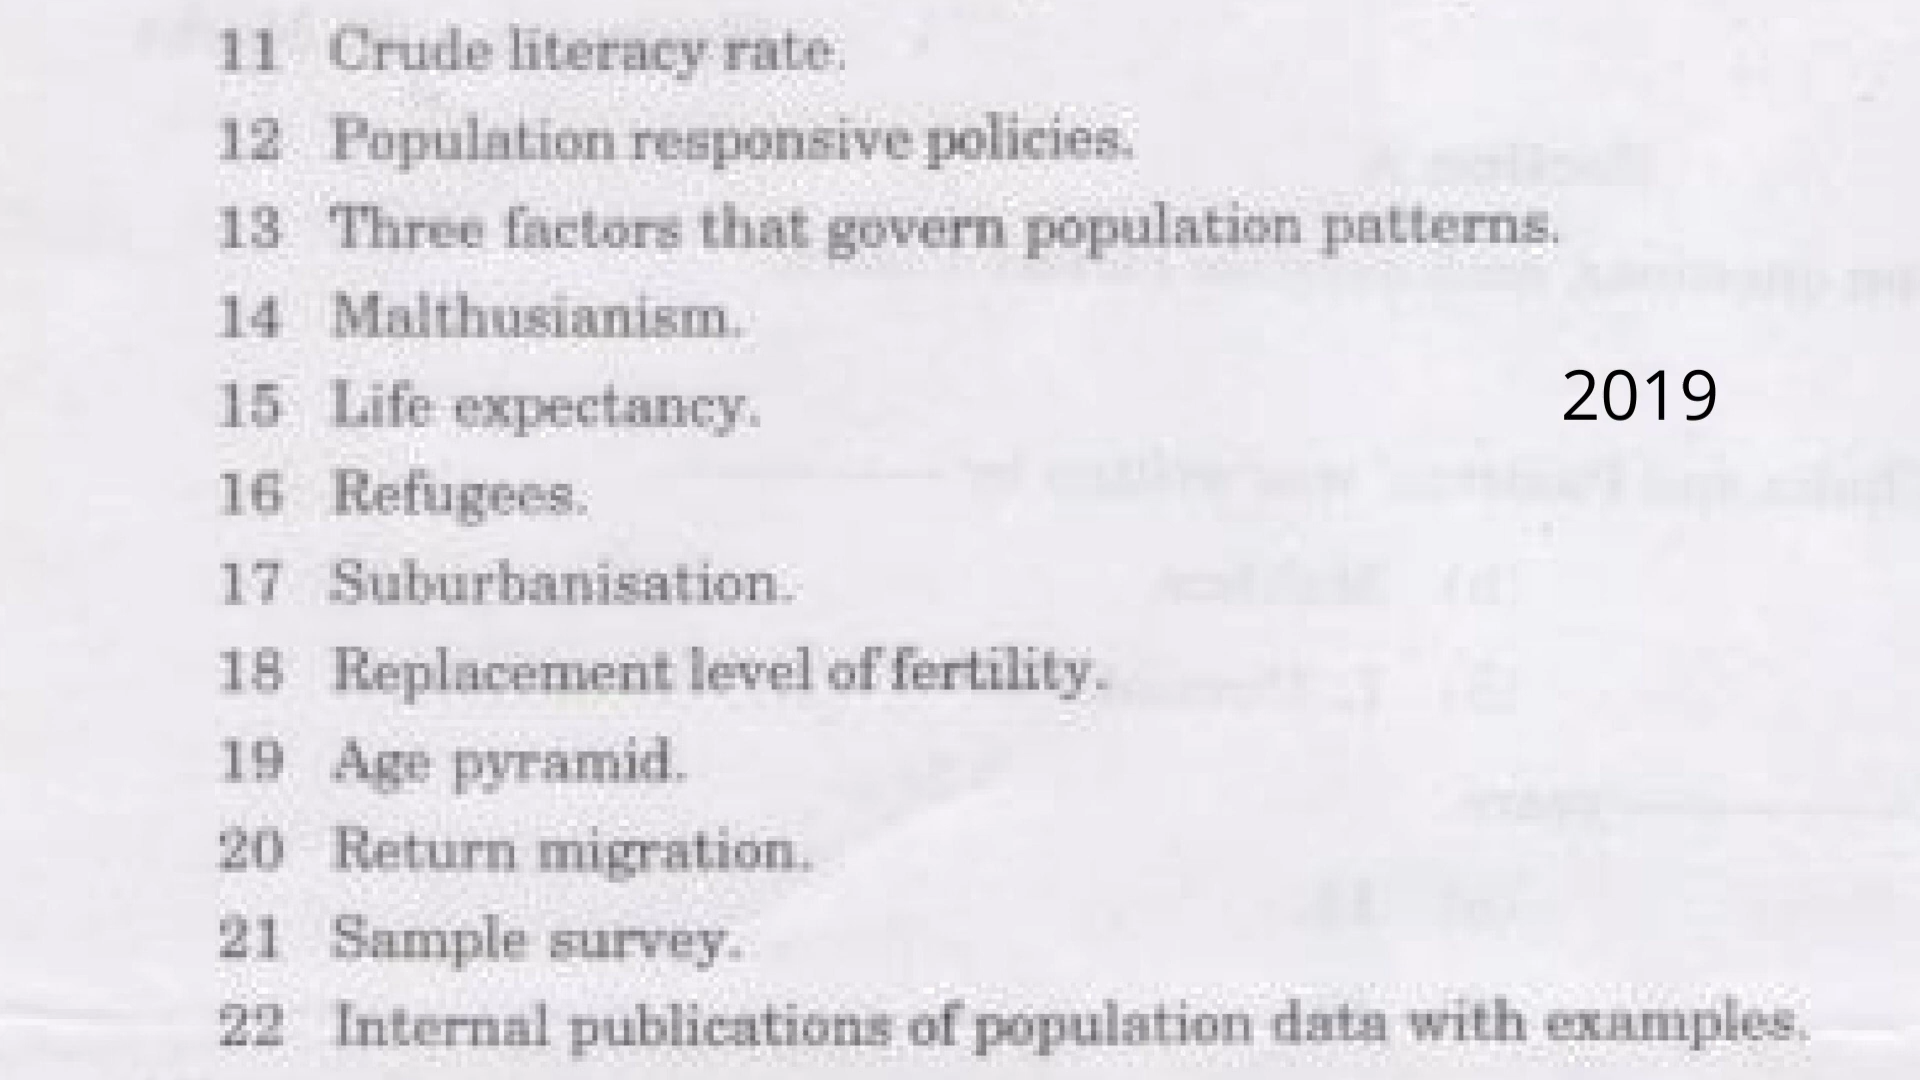 11 Crude literacy rate.
12 Population responsive policies.
13 Three factors that govern population patterns.
14 Malthusianism.
15 Life expectancy.
2019
16 Refugees.
17 Suburbanisation.
18 Replacement level of fertility.
19 Age pyramid.
20 Return migration.
21 Sample survey.
22 Internal publications of population data with examples.